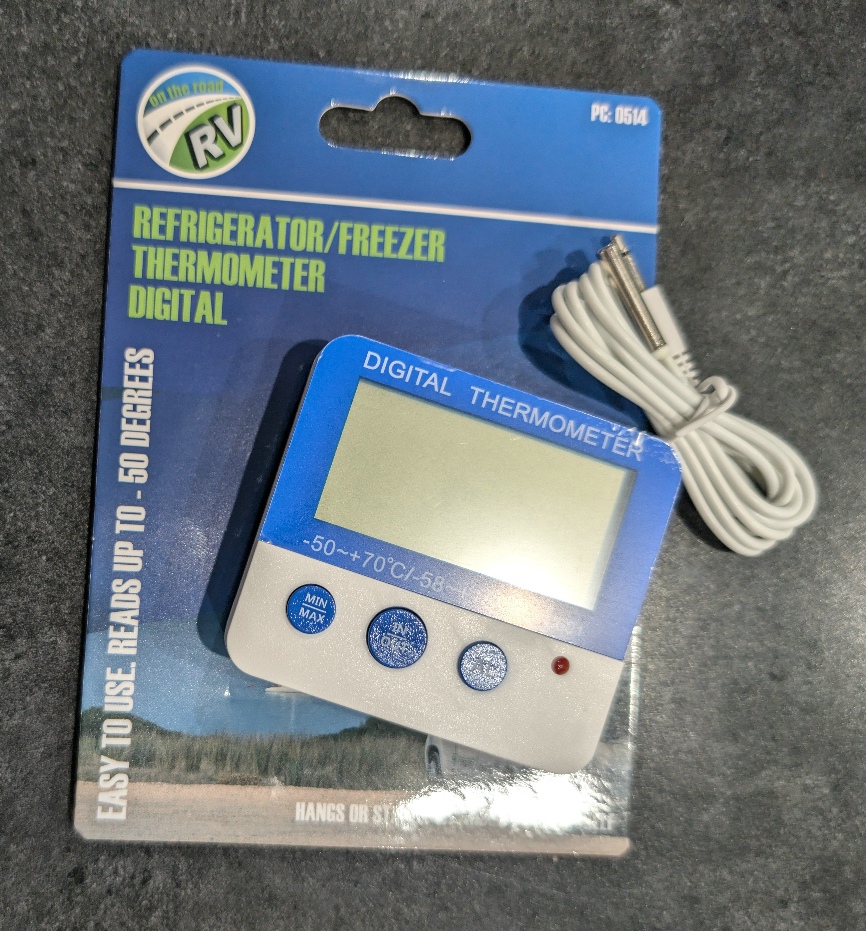 on the road
RV
PC: 0514
REFRIGERATOR/FREEZER
THERMOMETER
DIGITAL
EASY TO USE. READS UP TO - 50 DEGREES
DIGITAL THERMOMETER
-50~+70°C/-58~
MIN
MAX
HANGS OR